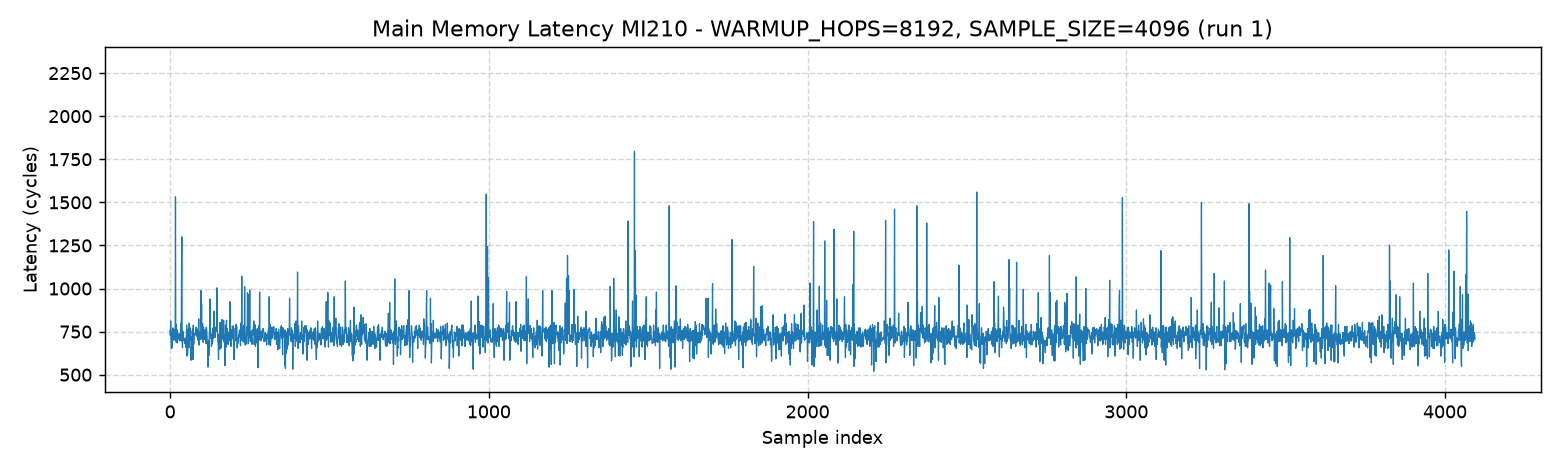 Main Memory Latency MI210 - WARMUP_HOPS=8192, SAMPLE_SIZE=4096 (run 1)
Latency (cycles)
2250
2000
1750
1500
1250
1000
750
500
0 1000 2000 3000 4000
Sample index